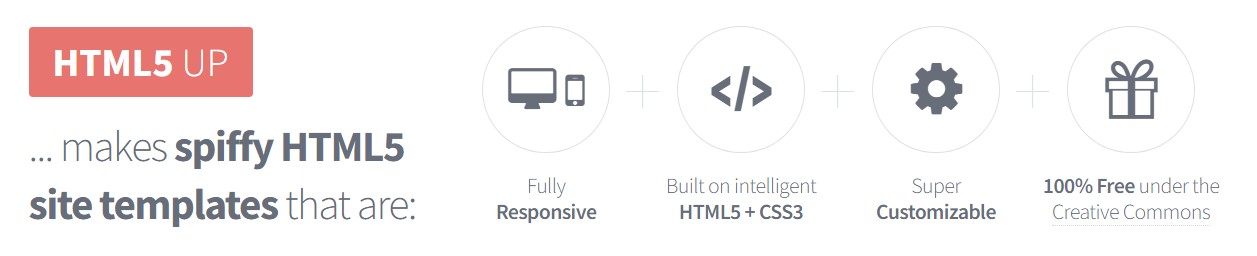 HTML5 UP
... makes spiffy HTML5
site templates that are:
</>
Fully
Responsive
Built on intelligent
HTML5 + CSS3
Super
Customizable
100% Free under the
Creative Commons